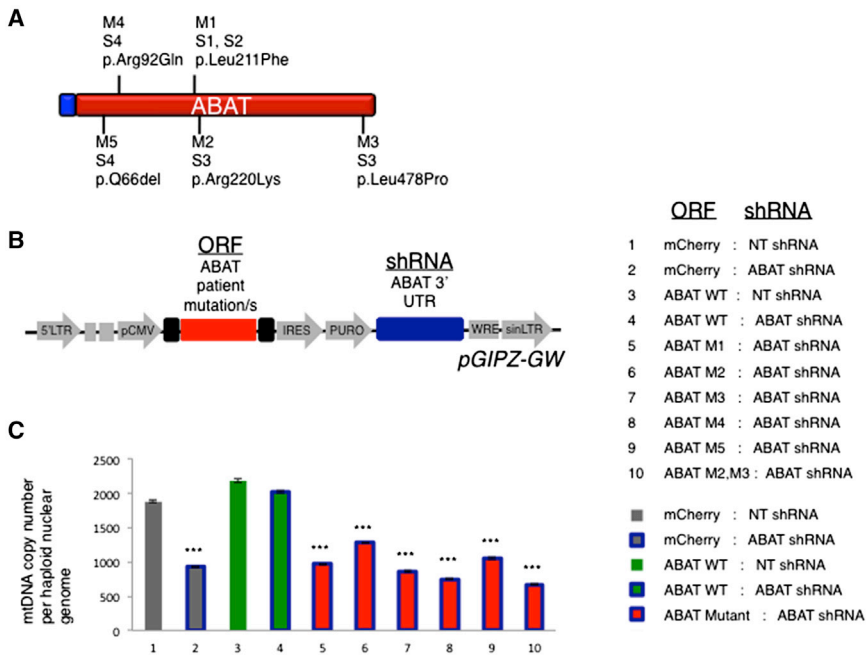 A
M4
S4
p.Arg92Gln
M1
S1, S2
p.Leu211Phe
ABAT
M5
S4
p.Q66del
M2
S3
p.Arg220Lys
M3
S3
p.Leu478Pro
B
ORF
ABAT
patient
mutation/s
shRNA
ABAT 3'
UTR
5'LTR
pCMV
IRES
PURO
WRE
sinLTR
pGIPZ-GW
C
mtDNA copy number
per haploid nuclear
genome
2500
2000
1500
1000
500
0
***
***
***
***
***
***
***
1 2 3 4 5 6 7 8 9 10
ORF shRNA
1 mCherry : NT shRNA
2 mCherry : ABAT shRNA
3 ABAT WT : NT shRNA
4 ABAT WT : ABAT shRNA
5 ABAT M1 : ABAT shRNA
6 ABAT M2 : ABAT shRNA
7 ABAT M3 : ABAT shRNA
8 ABAT M4 : ABAT shRNA
9 ABAT M5 : ABAT shRNA
10 ABAT M2,M3 : ABAT shRNA
mCherry : NT shRNA
mCherry : ABAT shRNA
ABAT WT : NT shRNA
ABAT WT : ABAT shRNA
ABAT Mutant : ABAT shRNA